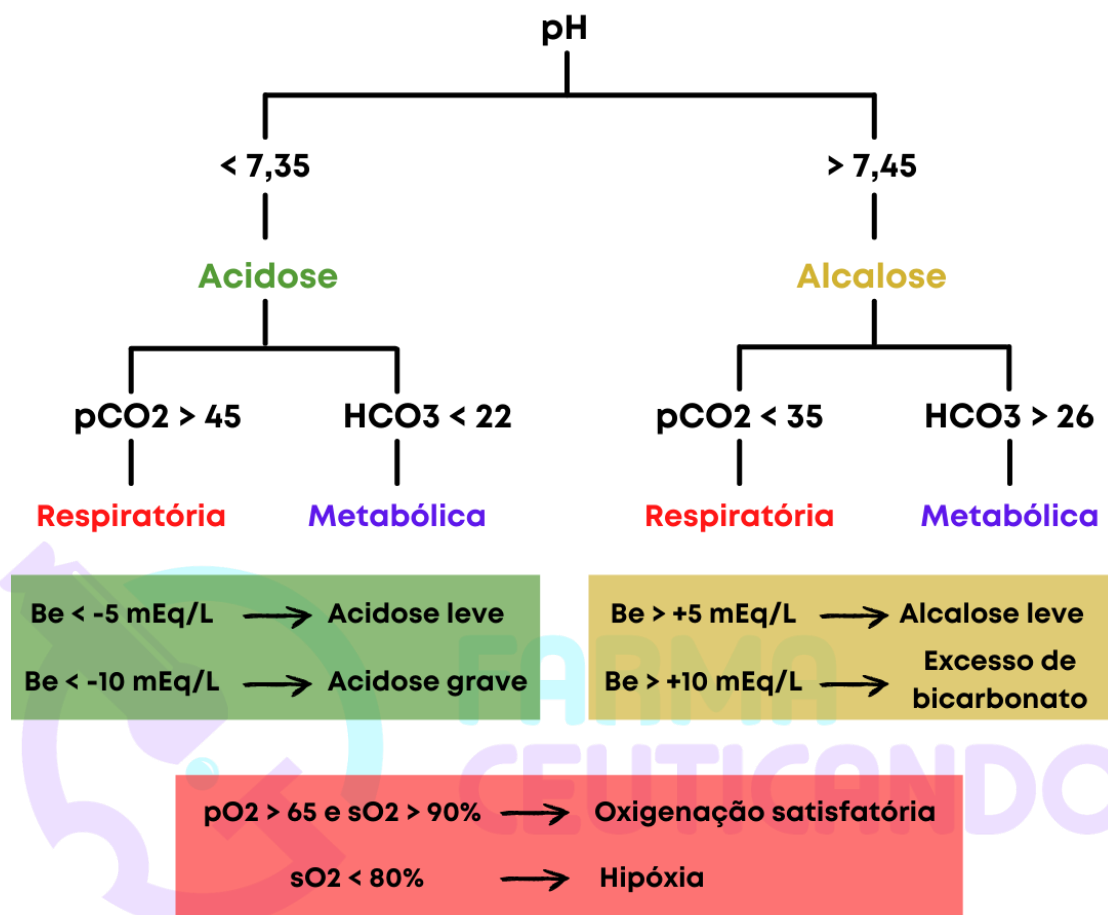 pH
< 7,35
> 7,45
Acidose
Alcalose
pCO2 > 45
HCO3 < 22
pCO2 < 35
HCO3 > 26
Respiratória
Metabólica
Respiratória
Metabólica
Be < -5 mEq/L
Acidose leve
Be < -10 mEq/L
Acidose grave
Be > +5 mEq/L
Alcalose leve
Be > +10 mEq/L
Excesso de
bicarbonato
FARMA
CEUTICANDO
pO2 > 65 e sO2 > 90%
Oxigenação satisfatória
sO2 < 80%
Hipóxia